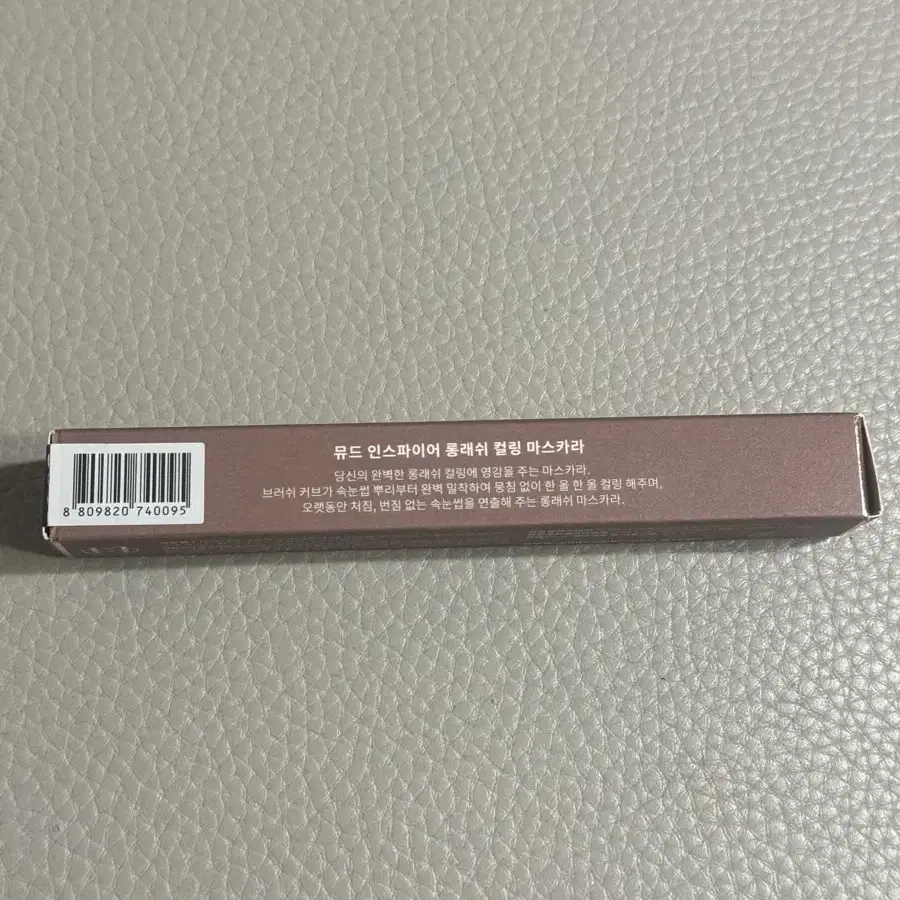 뮤드 인스파이어 롱래쉬 컬링 마스카라
당신의 완벽한 롱래쉬 컬링에 영감을 주는 마스카라.
브러쉬 커브가 속눈썹 뿌리부터 완벽 밀착하여 뭉침 없이 한 올 한 올 컬링 해주며,
오랫동안 처짐, 번짐 없는 속눈썹을 연출해 주는 롱래쉬 마스카라.
8 809820 740095